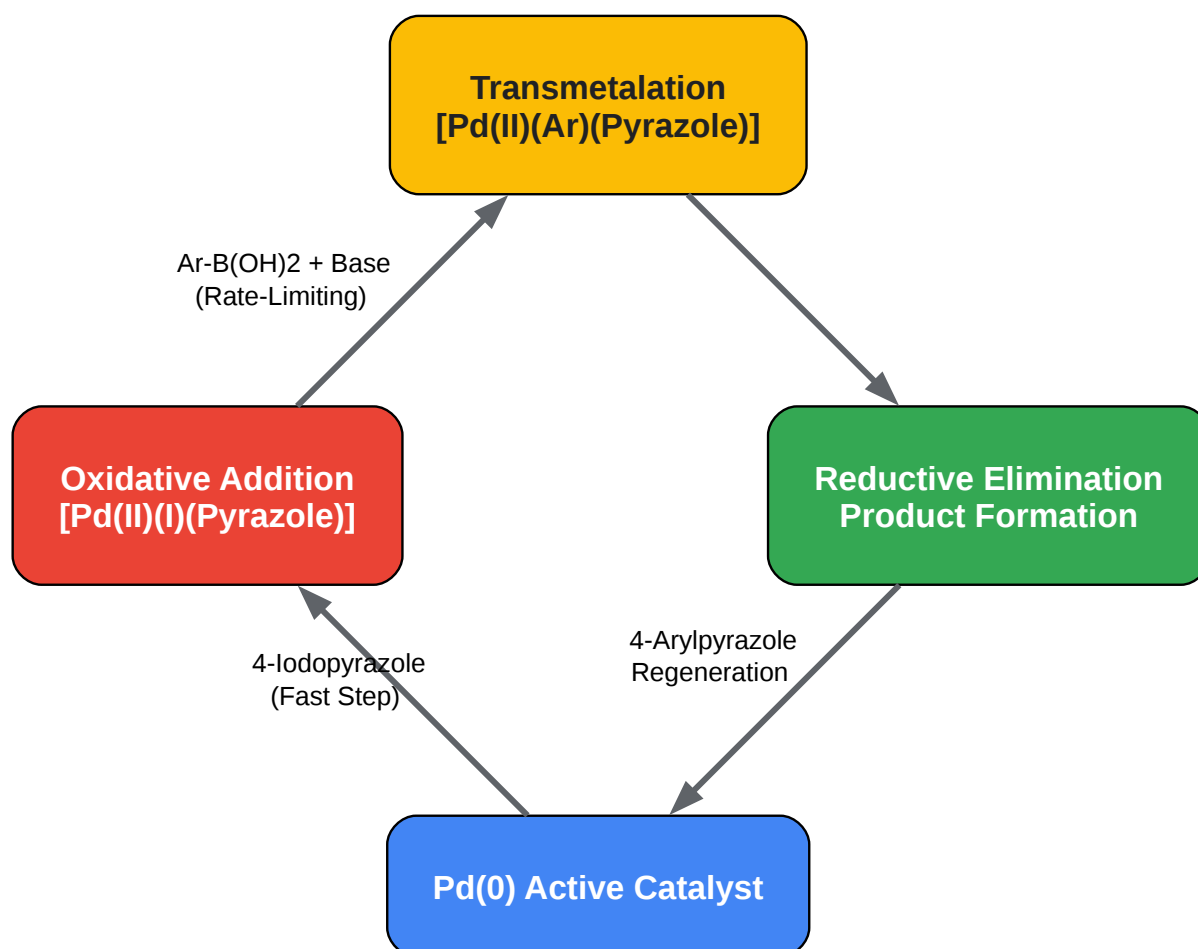 Transmetalation
[Pd(II)(Ar)(Pyrazole)]
Ar-B(OH)2 + Base
(Rate-Limiting)
Oxidative Addition
[Pd(II)(I)(Pyrazole)]
Reductive Elimination
Product Formation
4-Iodopyrazole
(Fast Step)
4-Arylpyrazole
Regeneration
Pd(0) Active Catalyst